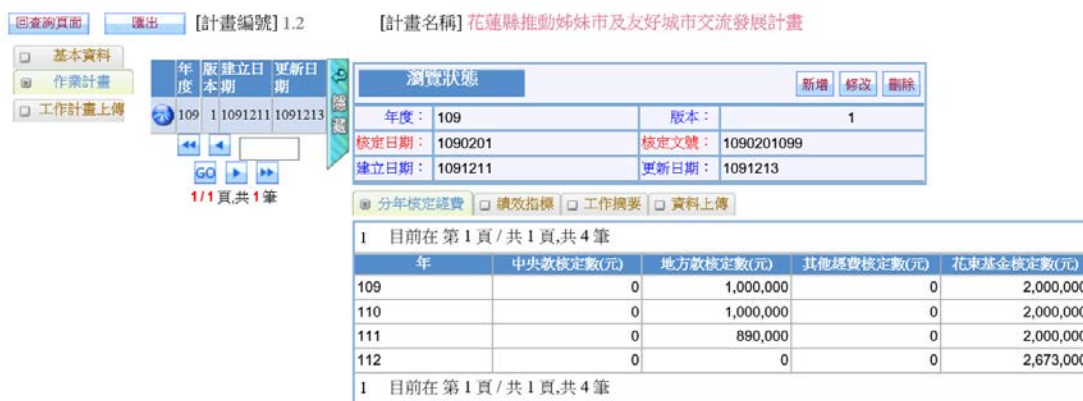 回查詢頁面 匯出 [計畫編號] 1.2 [計畫名稱] 花蓮縣推動姊妹市及友好城市交流發展計畫
基本資料
作業計畫
工作計畫上傳
年度 版本 建立日期 更新日期
109 1 1091211 1091213
GO
1/1 頁,共 1 筆
隱藏
瀏覽狀態 新增 修改 刪除
年度： 109 版本： 1
核定日期： 1090201 核定文號： 1090201099
建立日期： 1091211 更新日期： 1091213
分年核定經費 績效指標 工作摘要 資料上傳
1 目前在 第 1 頁 / 共 1 頁,共 4 筆
年 中央款核定數(元) 地方款核定數(元) 其他經費核定數(元) 花東基金核定數(元)
109 0 1,000,000 0 2,000,000
110 0 1,000,000 0 2,000,000
111 0 890,000 0 2,000,000
112 0 0 0 2,673,000
1 目前在 第 1 頁 / 共 1 頁,共 4 筆